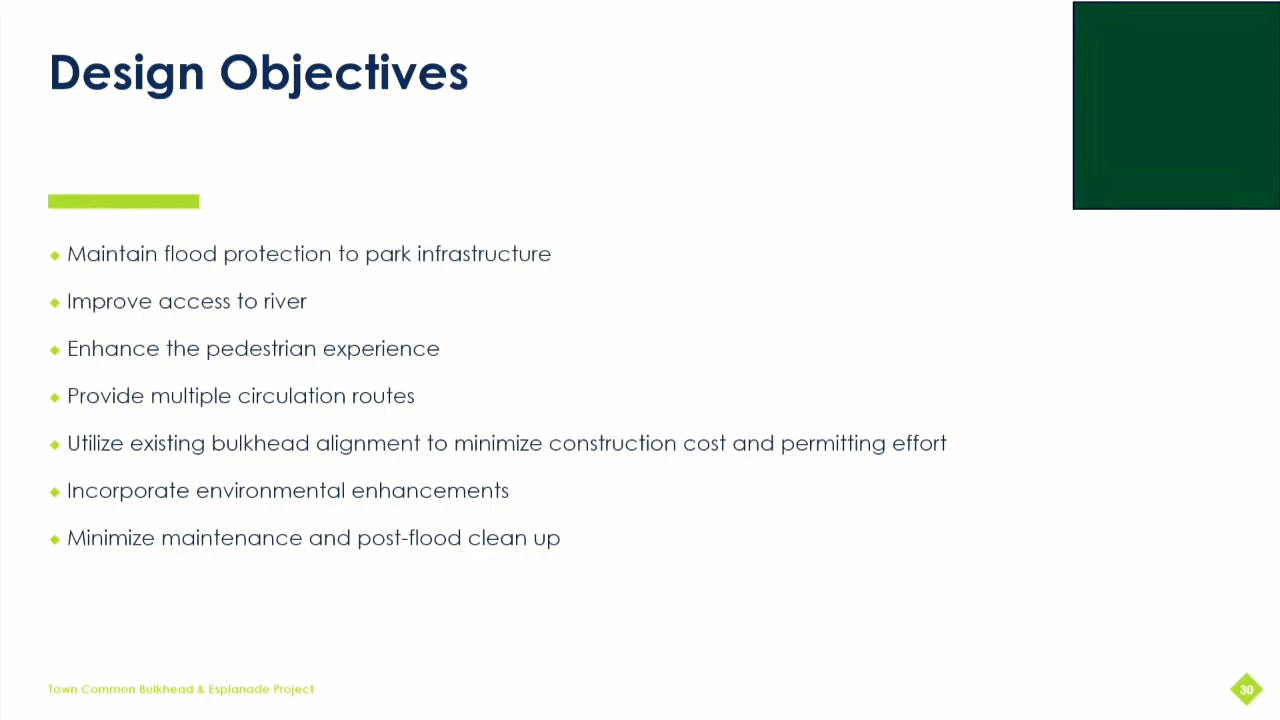 Design Objectives
Maintain flood protection to park infrastructure
Improve access to river
Enhance the pedestrian experience
Provide multiple circulation routes
Utilize existing bulkhead alignment to minimize construction cost and permitting effort
Incorporate environmental enhancements
Minimize maintenance and post-flood clean up
Town Common Bulkhead & Esplanade Project
30